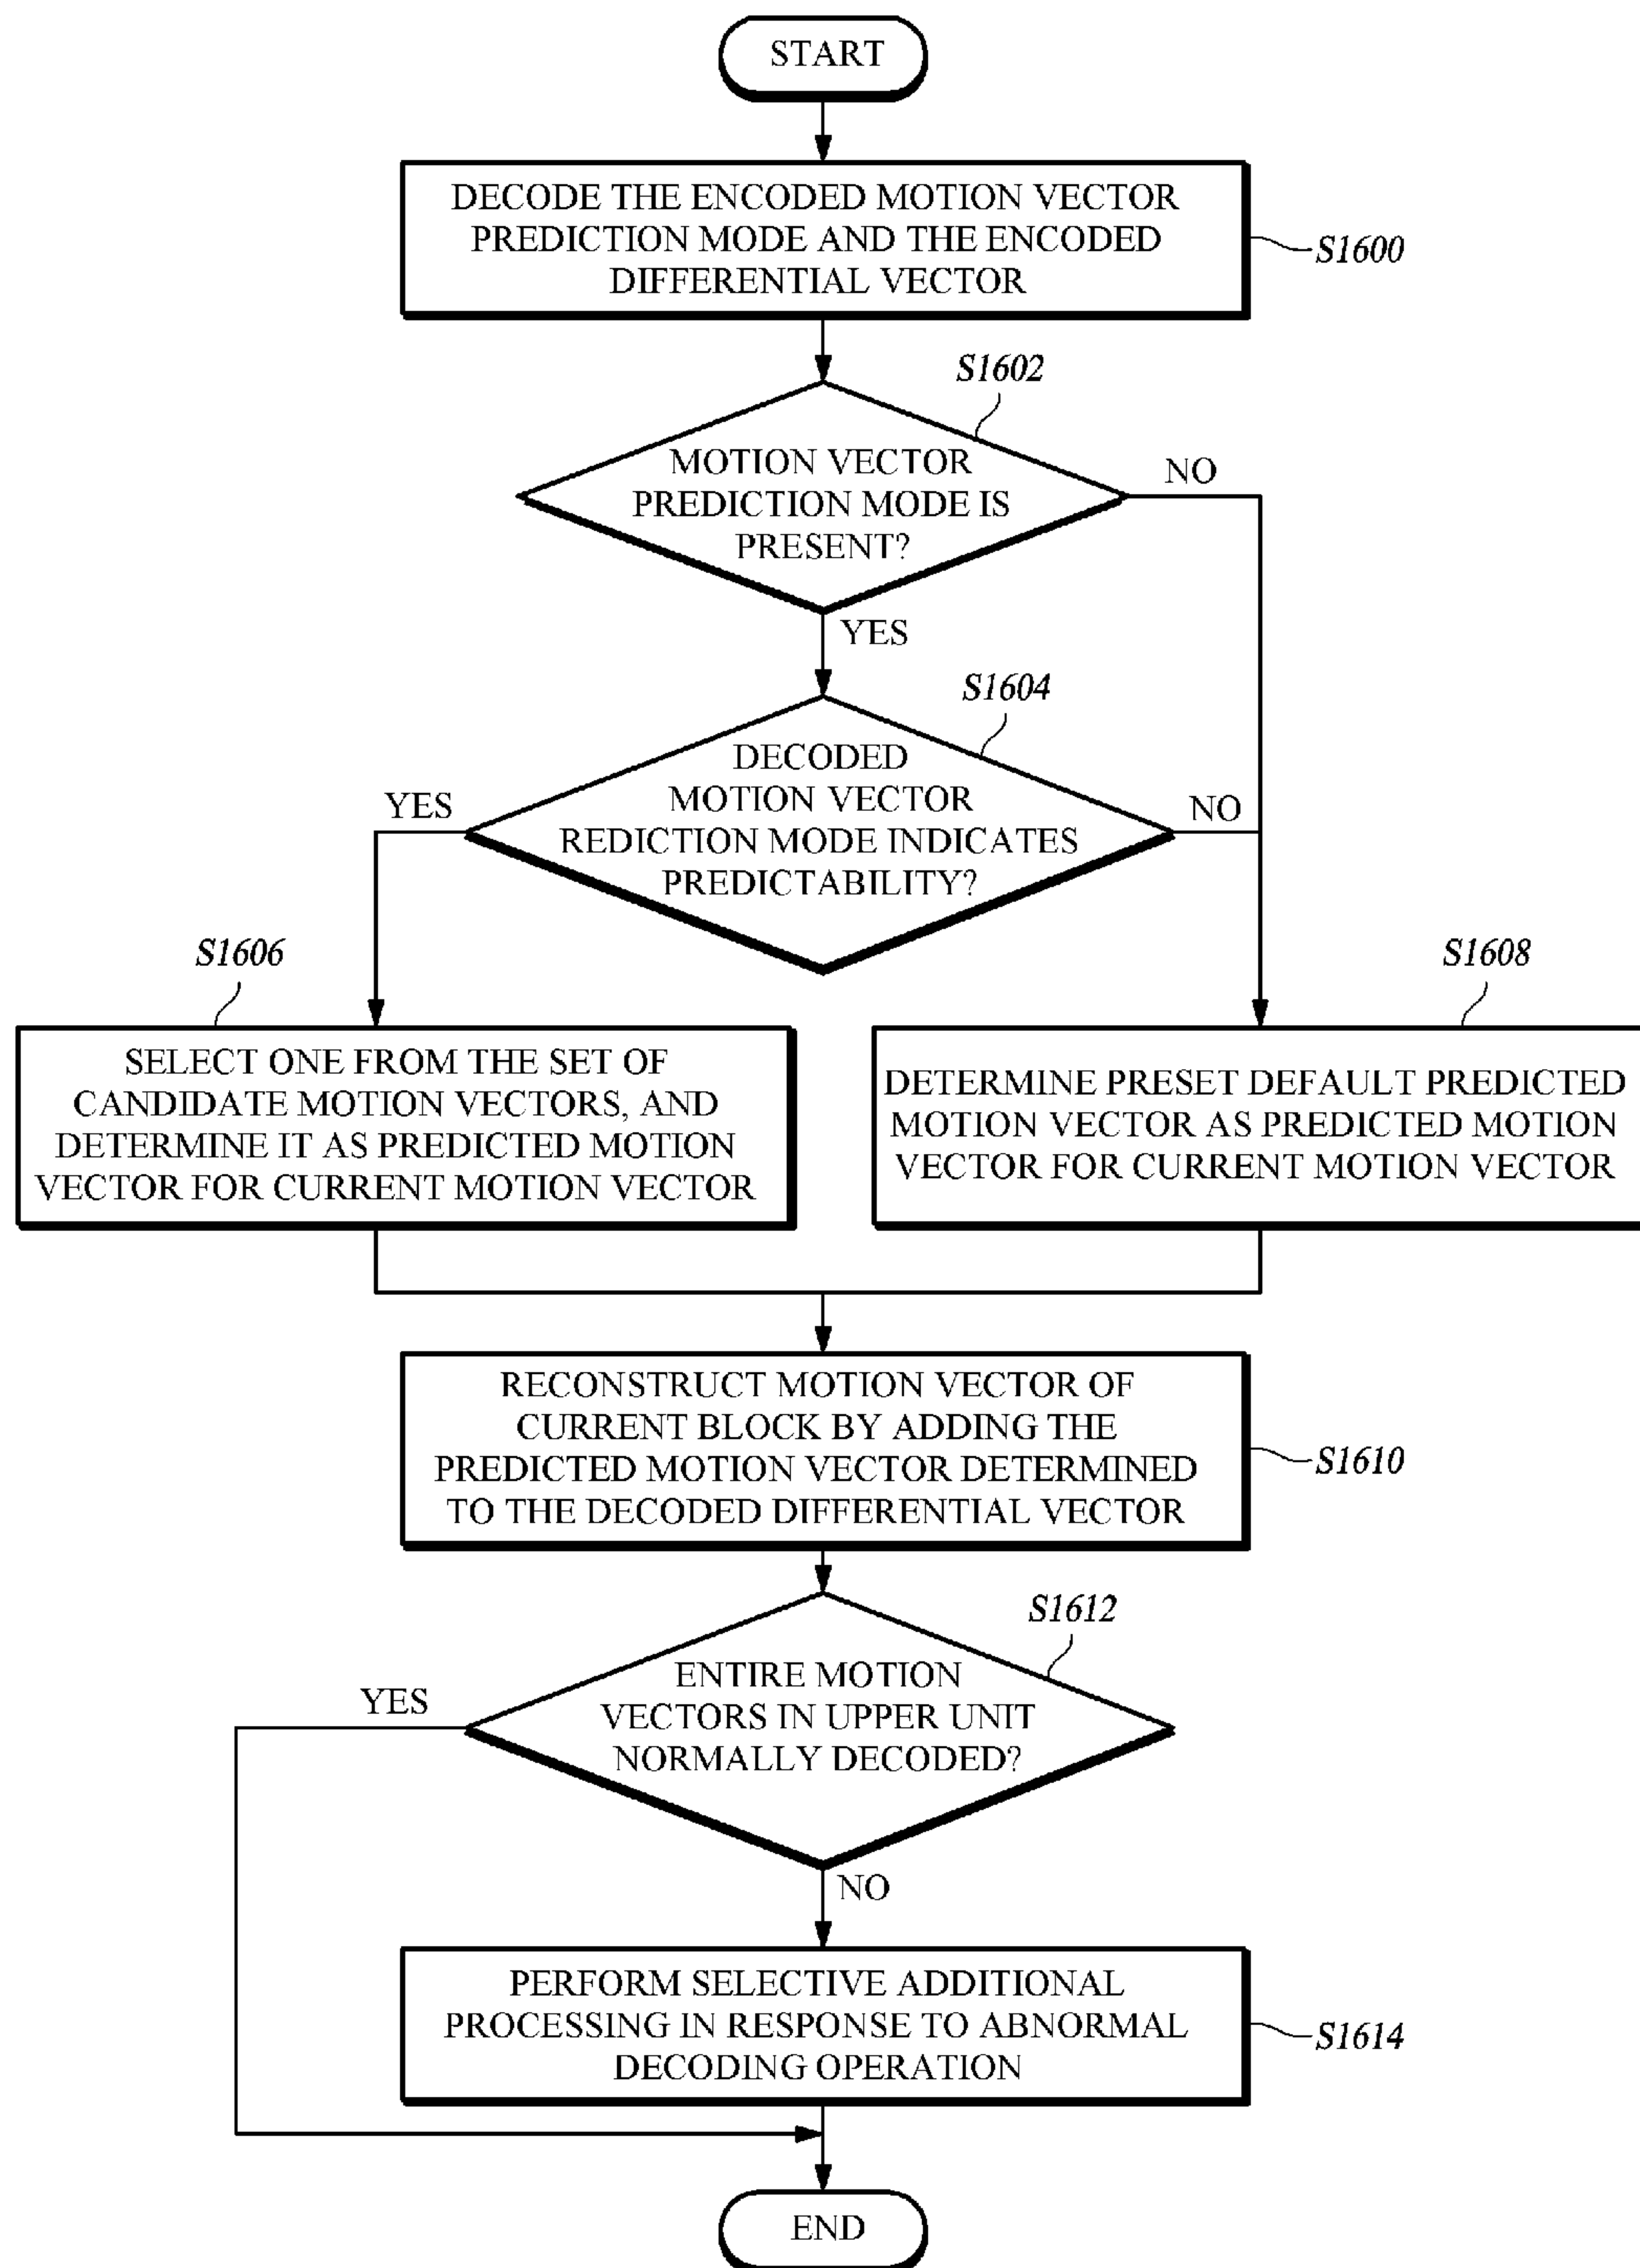 START
DECODE THE ENCODED MOTION VECTOR
PREDICTION MODE AND THE ENCODED
DIFFERENTIAL VECTOR
S1600
S1602
MOTION VECTOR
PREDICTION MODE IS
PRESENT?
NO
YES
S1604
DECODED
MOTION VECTOR
REDICTION MODE INDICATES
PREDICTABILITY?
YES
NO
S1606
SELECT ONE FROM THE SET OF
CANDIDATE MOTION VECTORS, AND
DETERMINE IT AS PREDICTED MOTION
VECTOR FOR CURRENT MOTION VECTOR
S1608
DETERMINE PRESET DEFAULT PREDICTED
MOTION VECTOR AS PREDICTED MOTION
VECTOR FOR CURRENT MOTION VECTOR
RECONSTRUCT MOTION VECTOR OF
CURRENT BLOCK BY ADDING THE
PREDICTED MOTION VECTOR DETERMINED
TO THE DECODED DIFFERENTIAL VECTOR
S1610
S1612
ENTIRE MOTION
VECTORS IN UPPER UNIT
NORMALLY DECODED?
YES
NO
PERFORM SELECTIVE ADDITIONAL
PROCESSING IN RESPONSE TO ABNORMAL
DECODING OPERATION
S1614
END